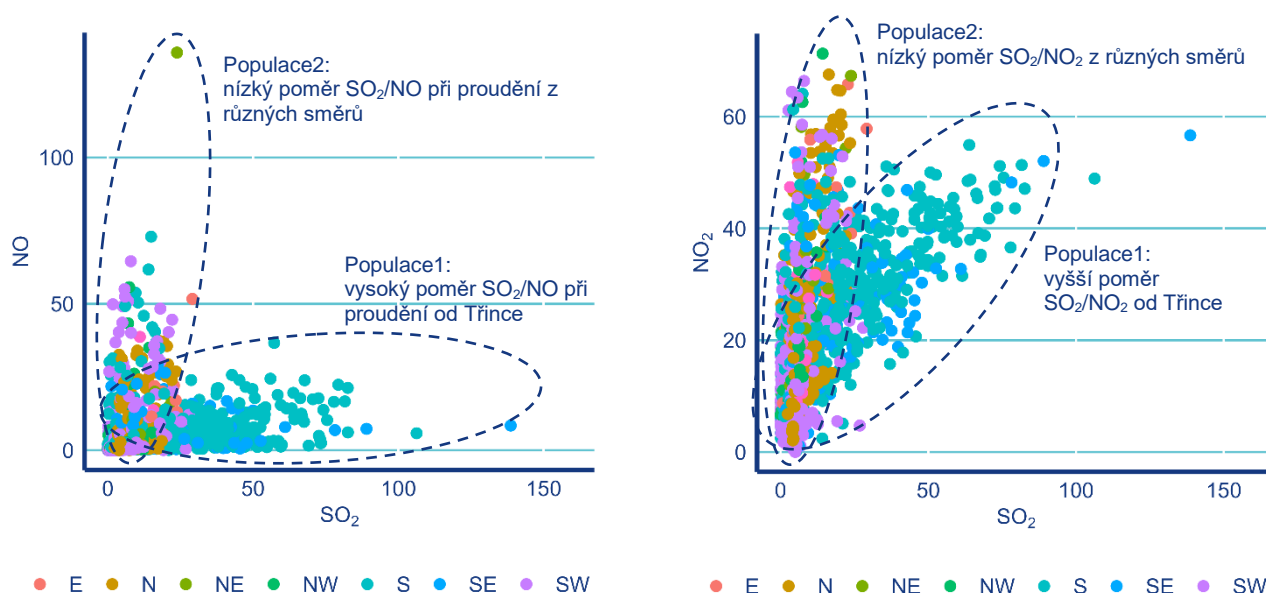 Populace2:
nízký poměr SO₂/NO při proudění z
různých směrů
Populace1:
vysoký poměr SO₂/NO při
proudění od Třince
NO
100
50
0
0 50 100 150
SO₂
E N NE NW S SE SW
Populace2:
nízký poměr SO₂/NO₂ z různých směrů
Populace1:
vyšší poměr
SO₂/NO₂ od Třince
NO₂
60
40
20
0
0 50 100 150
SO₂
E N NE NW S SE SW